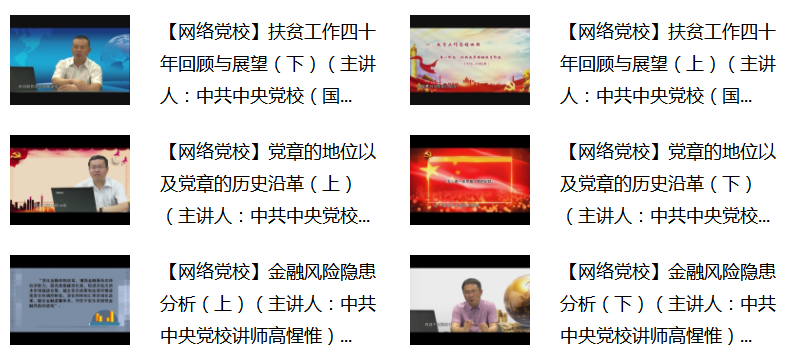 【网络党校】扶贫工作四十
年回顾与展望（下）（主讲
人：中共中央党校（国...
【网络党校】扶贫工作四十
年回顾与展望（上）（主讲
人：中共中央党校（国...
【网络党校】党章的地位以
及党章的历史沿革（上）
（主讲人：中共中央党校...
【网络党校】党章的地位以
及党章的历史沿革（下）
（主讲人：中共中央党校...
【网络党校】金融风险隐患
分析（上）（主讲人：中共
中央党校讲师高惺惟）...
【网络党校】金融风险隐患
分析（下）（主讲人：中共
中央党校讲师高惺惟）...